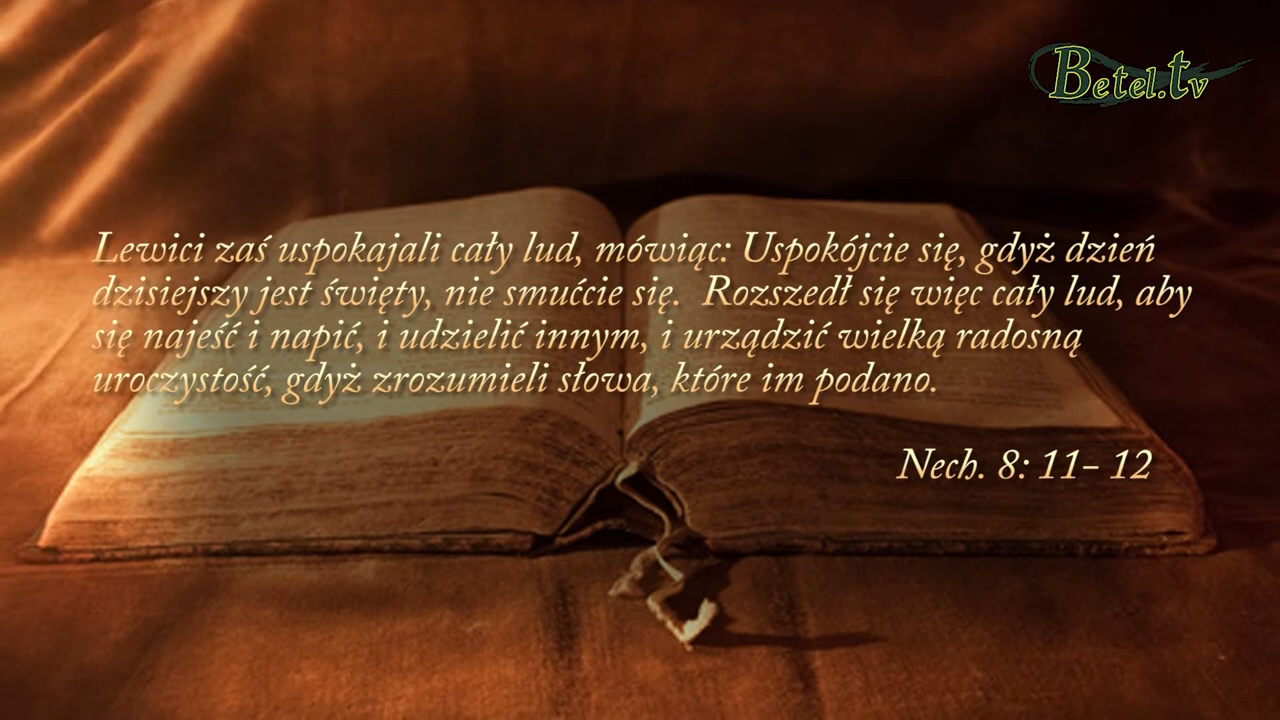 Betel.tv
Lewici zaś uspokajali cały lud, mówiąc: Uspokójcie się, gdyż dzień
dzisiejszy jest święty, nie smućcie się. Rozszedł się więc cały lud, aby
się najeść i napić, i udzielić innym, i urządzić wielką radosną
uroczystość, gdyż zrozumieli słowa, które im podano.
Nech. 8: 11- 12